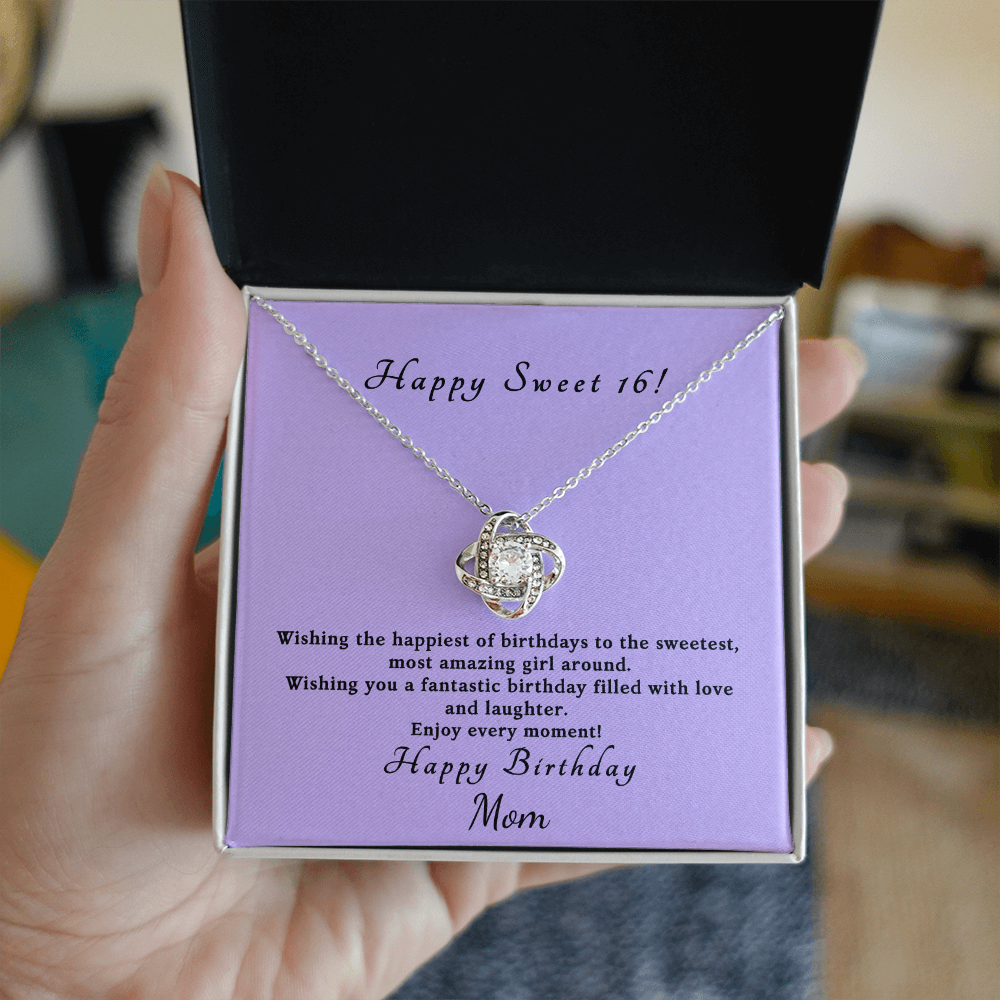 Happy Sweet 16!
Wishing the happiest of birthdays to the sweetest,
most amazing girl around.
Wishing you a fantastic birthday filled with love
and laughter.
Enjoy every moment!
Happy Birthday
Mom